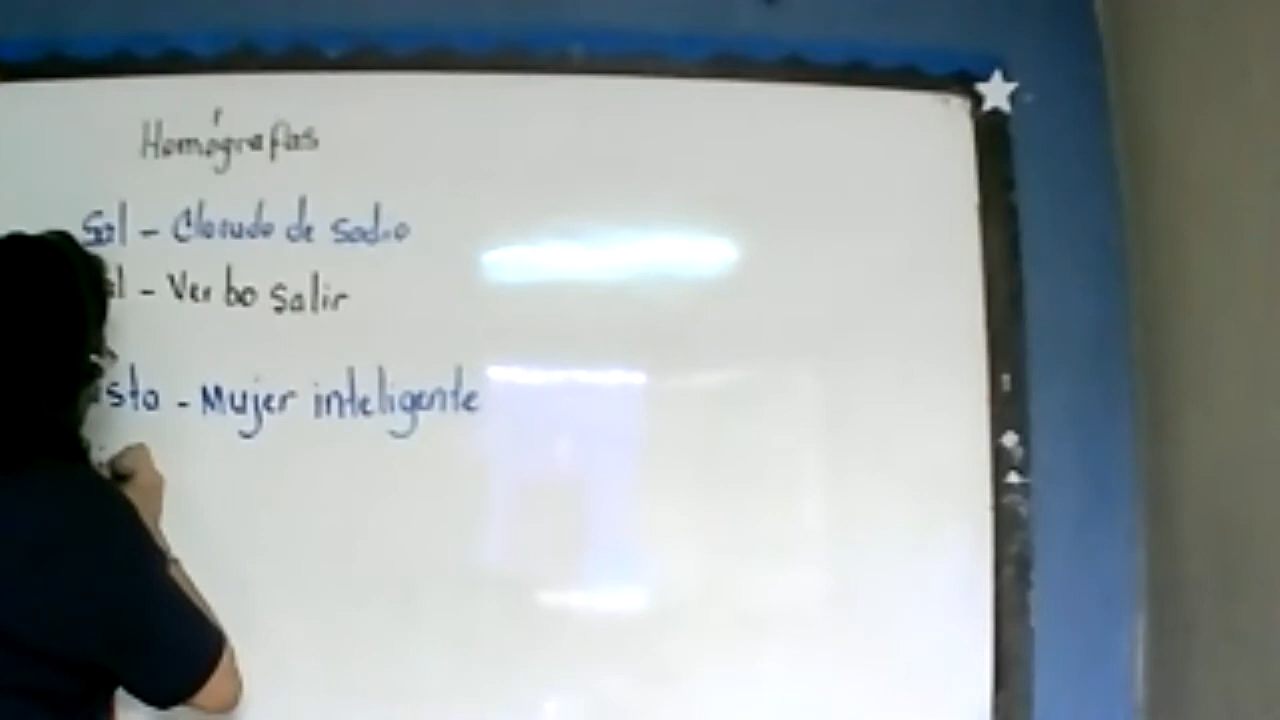 Homógrafas
Sal - Clorudo de sodio
- Verbo salir
- Mujer inteligente